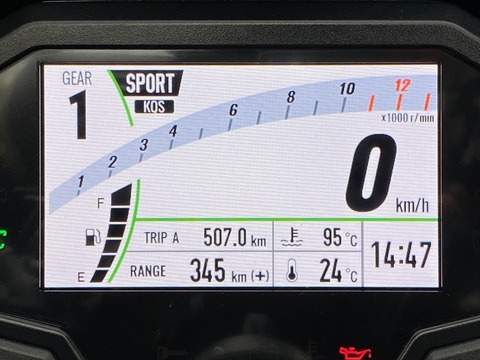 GEAR
1
SPORT
KQS
1 2 3 4 6 8 10 12
x1000 r/min
0
km/h
F
E
TRIP A 507.0 km
95 °C
RANGE 345 km (+)
24 °C
14:47
C